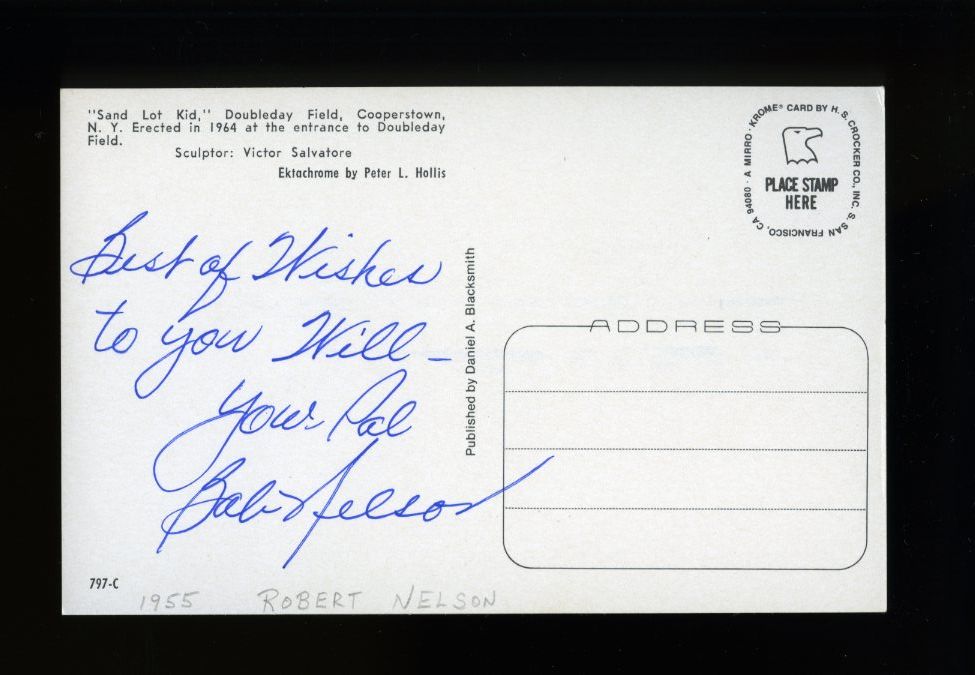 "Sand Lot Kid," Doubleday Field, Cooperstown,
N. Y. Erected in 1964 at the entrance to Doubleday
Field.
Sculptor: Victor Salvatore
Ektachrome by Peter L. Hollis
A MIRRO-KROME® CARD BY H. S. CROCKER CO., INC. S. SAN FRANCISCO, CA 94080
PLACE STAMP
HERE
Best of Wishes
to you Will -
Your Pal
Bob Nelson
Published by Daniel A. Blacksmith
ADDRESS
797-C
1955 ROBERT NELSON